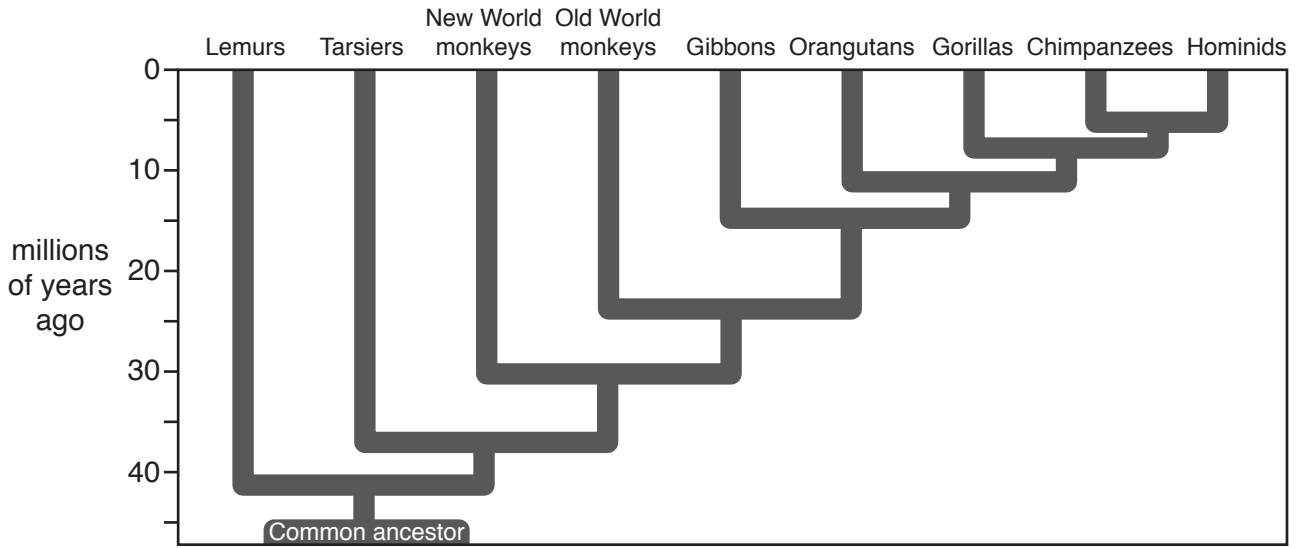 New World Old World
Lemurs Tarsiers monkeys monkeys Gibbons Orangutans Gorillas Chimpanzees Hominids
0
10
millions
of years
ago
20
30
40
Common ancestor